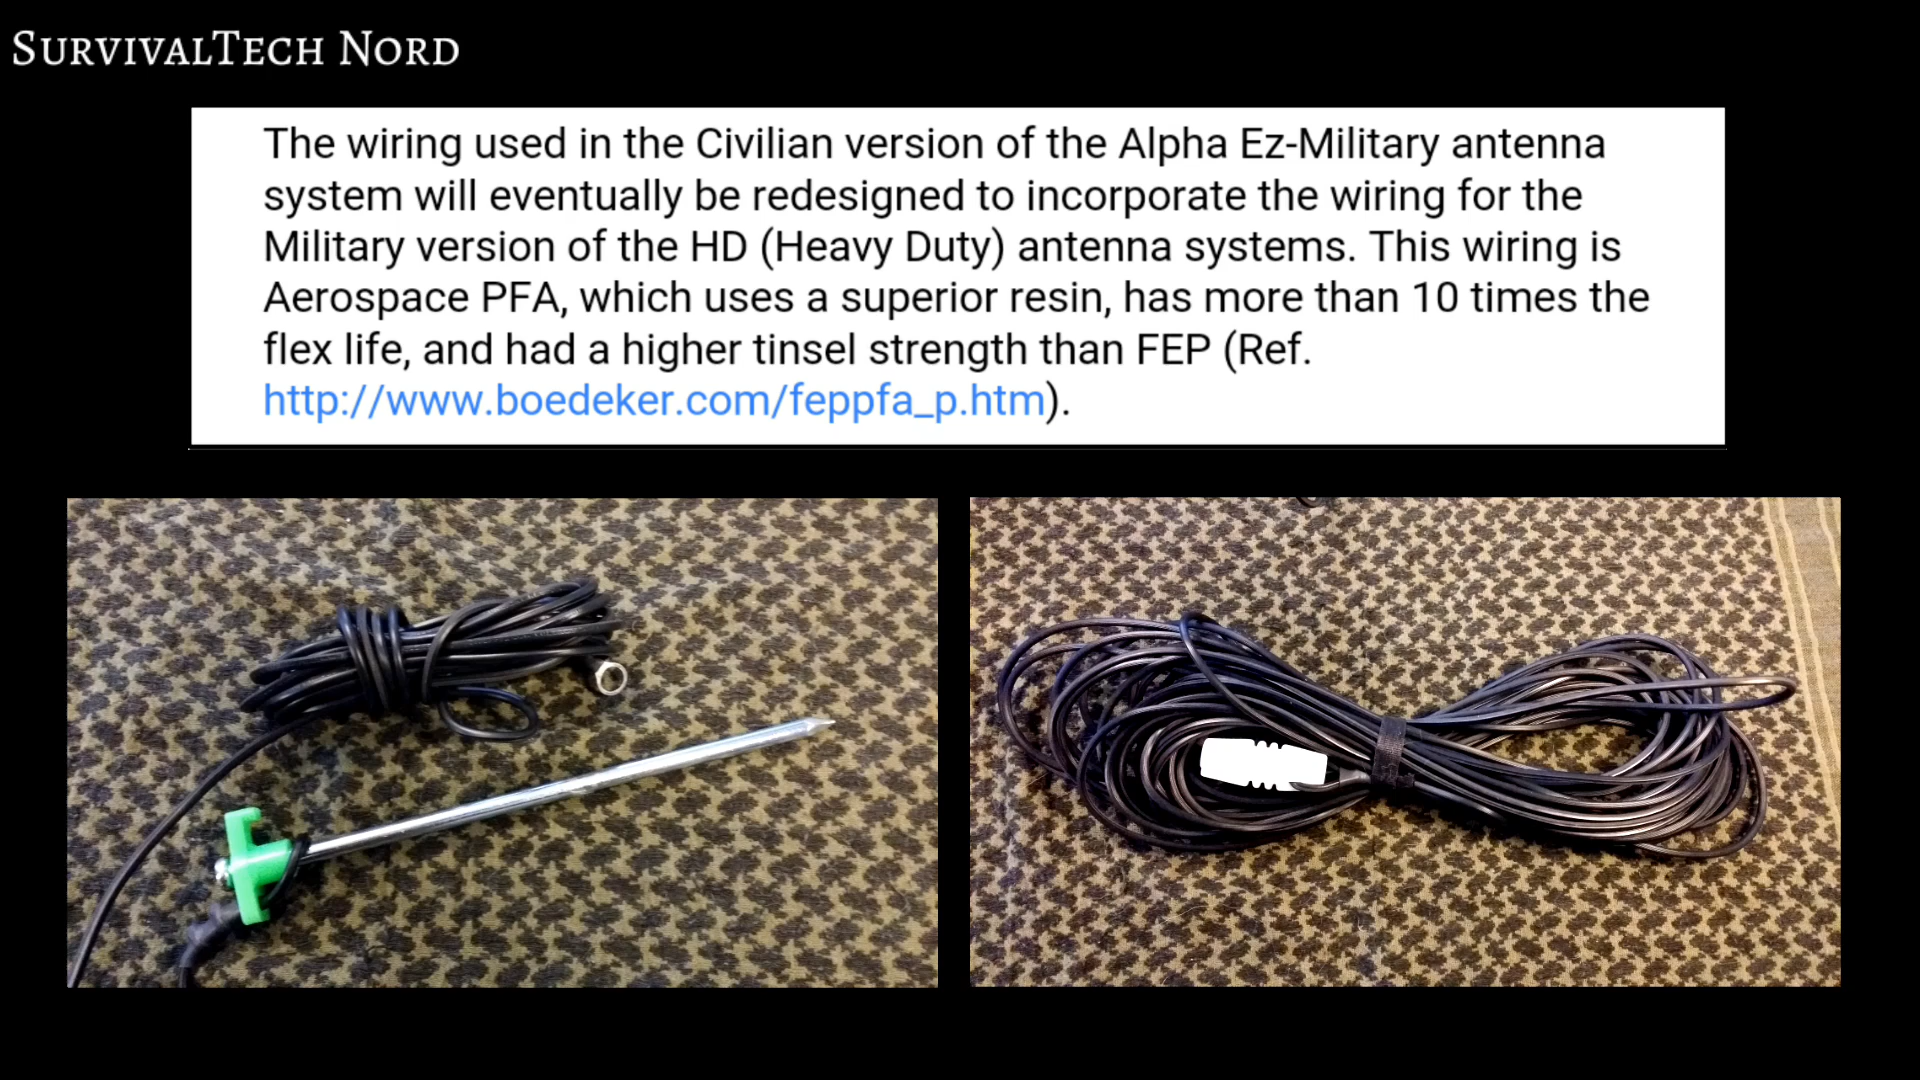 SurvivalTech Nord
The wiring used in the Civilian version of the Alpha Ez-Military antenna
system will eventually be redesigned to incorporate the wiring for the
Military version of the HD (Heavy Duty) antenna systems. This wiring is
Aerospace PFA, which uses a superior resin, has more than 10 times the
flex life, and had a higher tinsel strength than FEP (Ref.
http://www.boedeker.com/feppfa_p.htm).